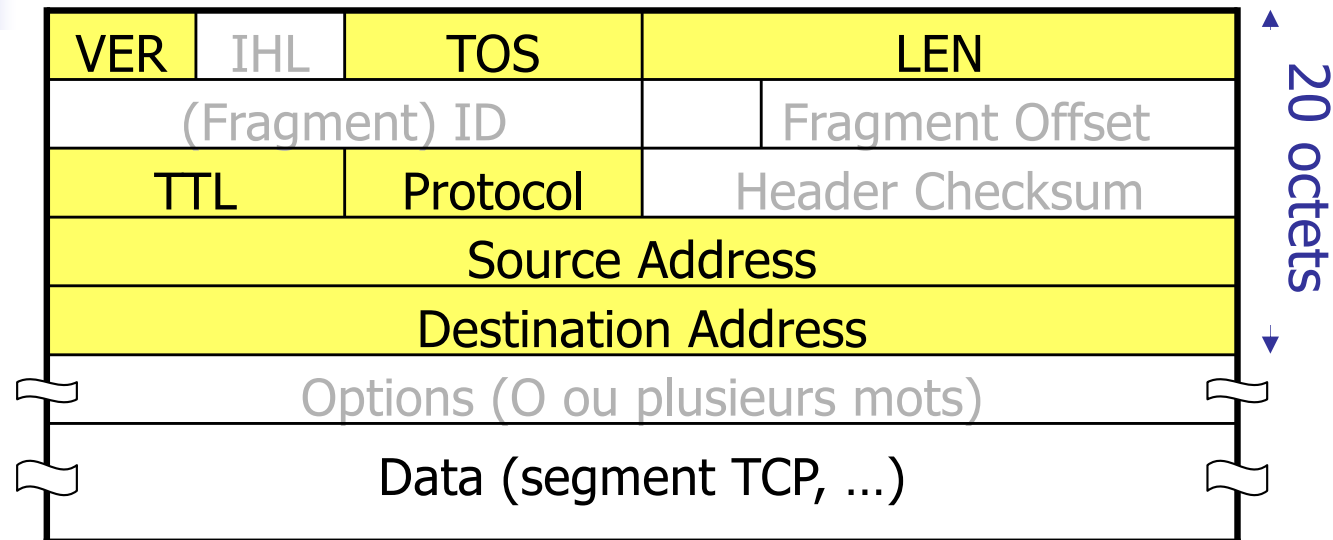 VER IHL TOS LEN
(Fragment) ID Fragment Offset
TTL Protocol Header Checksum
Source Address
Destination Address
Options (O ou plusieurs mots)
Data (segment TCP, ...)
20 octets